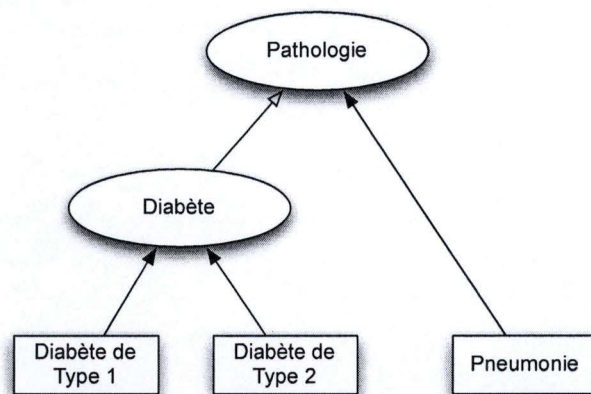 Pathologie
Diabète
Diabète de
Type 1
Diabète de
Type 2
Pneumonie